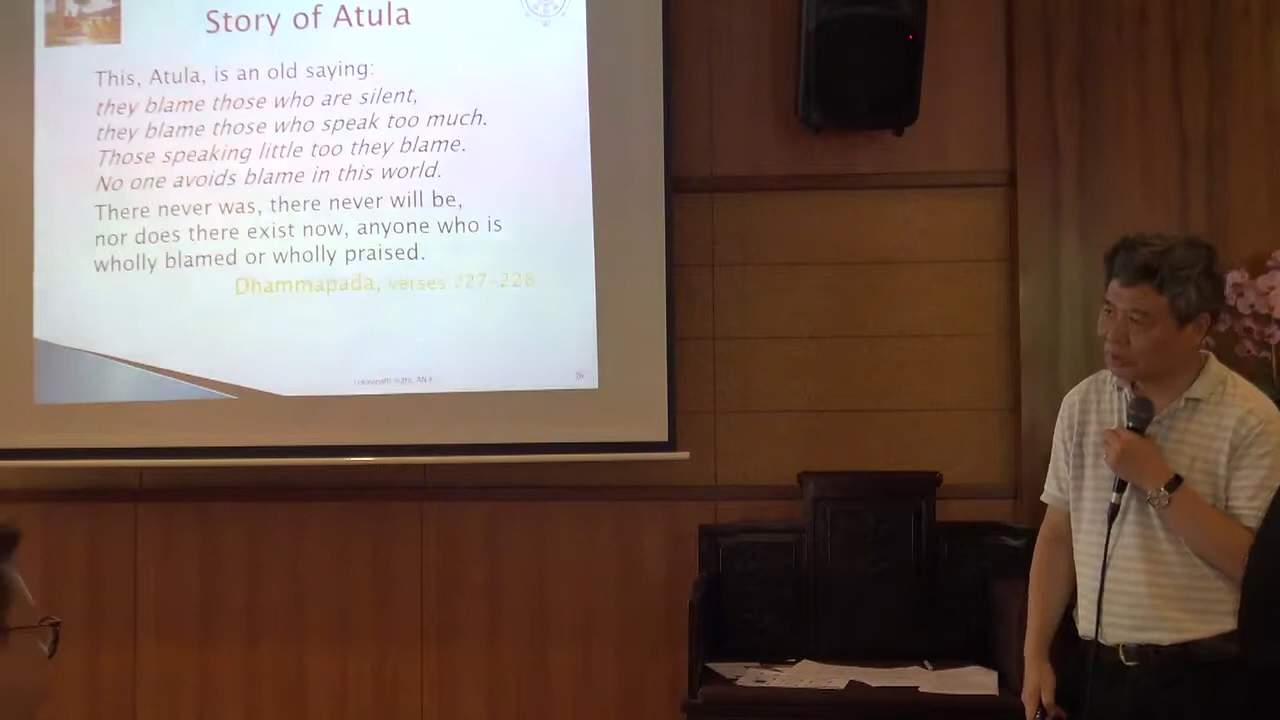 Story of Atula
This, Atula, is an old saying:
they blame those who are silent,
they blame those who speak too much.
Those speaking little too they blame.
No one avoids blame in this world.
There never was, there never will be,
nor does there exist now, anyone who is
wholly blamed or wholly praised.
Dhammapada, verses 227-228